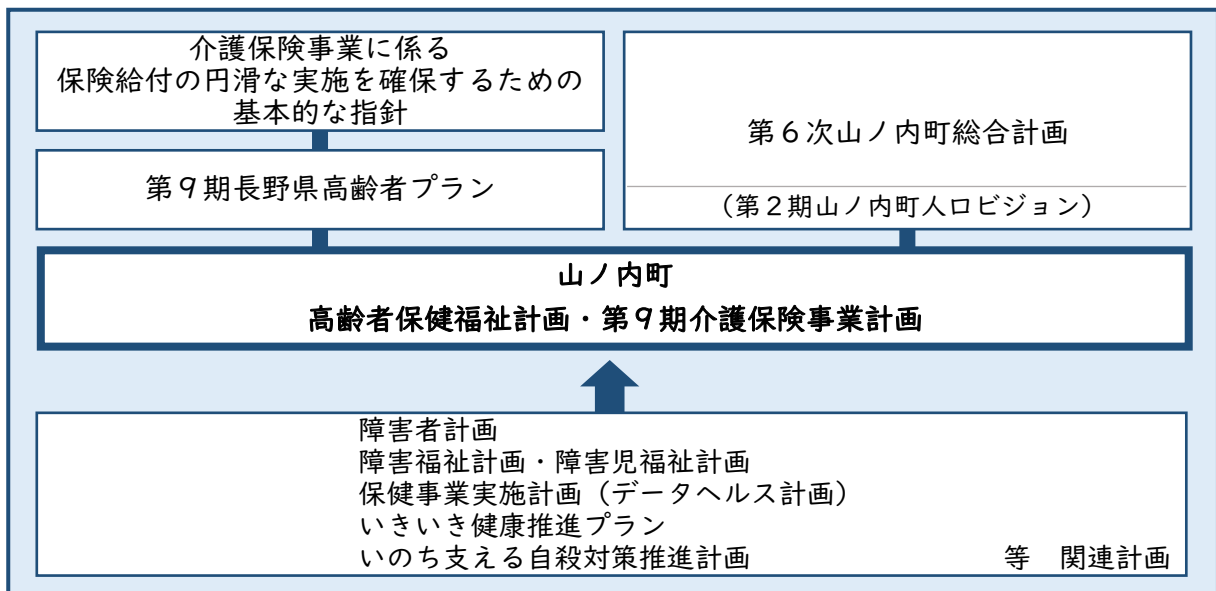 介護保険事業に係る
保険給付の円滑な実施を確保するための
基本的な指針
第９期長野県高齢者プラン
第６次山ノ内町総合計画
（第２期山ノ内町人口ビジョン）
山ノ内町
高齢者保健福祉計画・第９期介護保険事業計画
障害者計画
障害福祉計画・障害児福祉計画
保健事業実施計画（データヘルス計画）
いきいき健康推進プラン
いのち支える自殺対策推進計画　等　関連計画